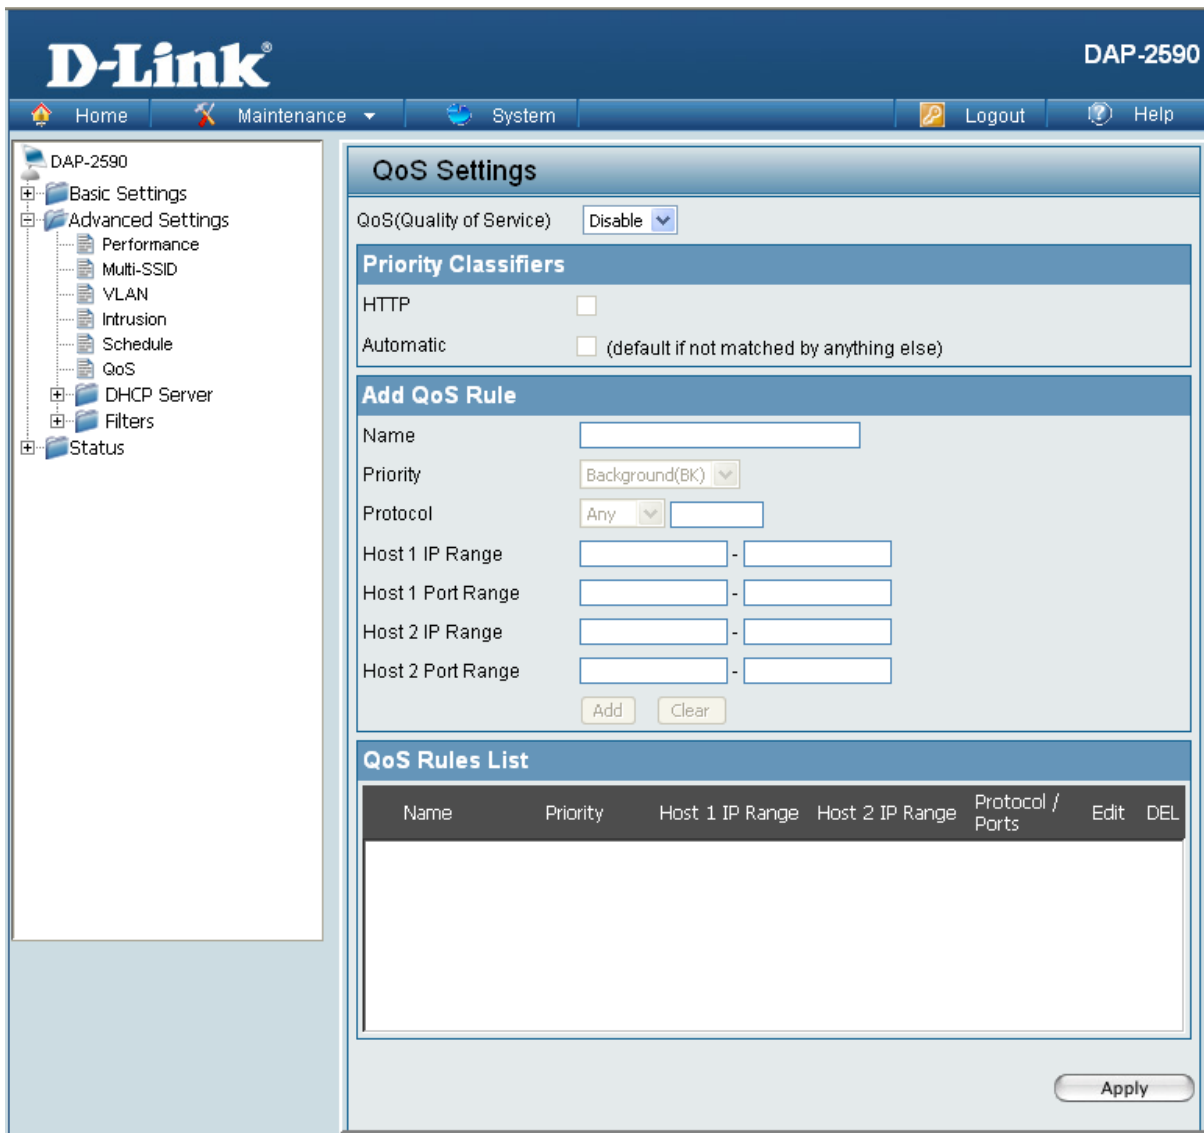 D-Link®
DAP-2590
Home Maintenance System Logout Help
DAP-2590
Basic Settings
Advanced Settings
Performance
Multi-SSID
VLAN
Intrusion
Schedule
QoS
DHCP Server
Filters
Status
QoS Settings
QoS(Quality of Service) Disable
Priority Classifiers
HTTP
Automatic (default if not matched by anything else)
Add QoS Rule
Name
Priority Background(BK)
Protocol Any
Host 1 IP Range -
Host 1 Port Range -
Host 2 IP Range -
Host 2 Port Range -
Add Clear
QoS Rules List
Name Priority Host 1 IP Range Host 2 IP Range Protocol / Ports Edit DEL
Apply